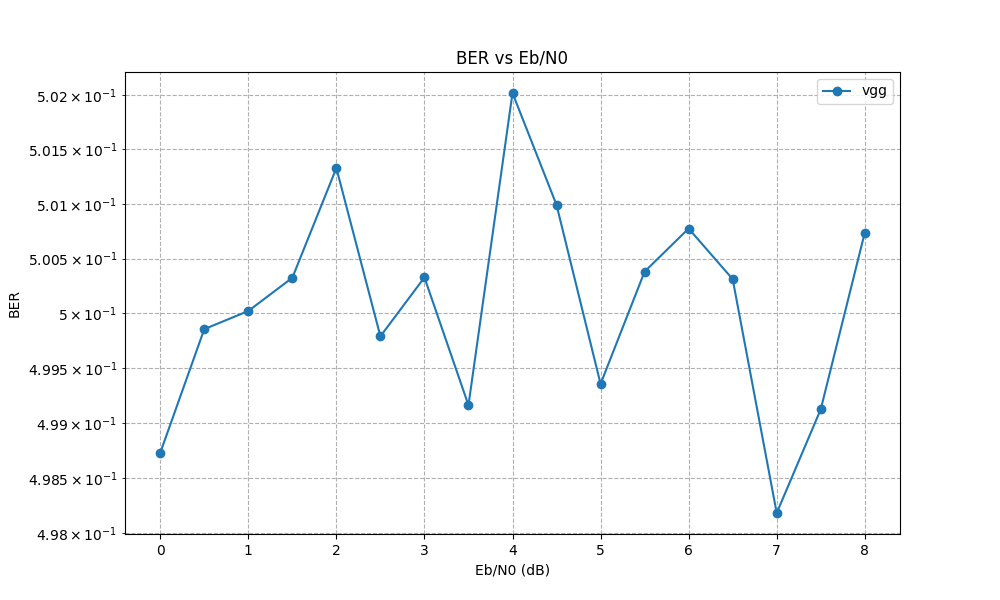 BER vs Eb/N0
vgg
5.02 × 10⁻¹
5.015 × 10⁻¹
5.01 × 10⁻¹
5.005 × 10⁻¹
5 × 10⁻¹
4.995 × 10⁻¹
4.99 × 10⁻¹
4.985 × 10⁻¹
4.98 × 10⁻¹
BER
0 1 2 3 4 5 6 7 8
Eb/N0 (dB)